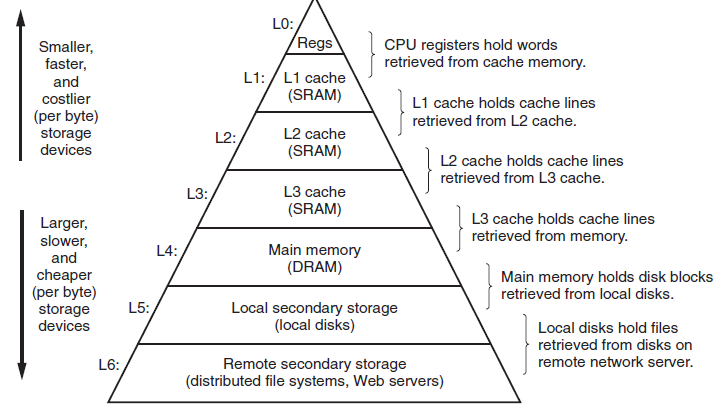 L0:
Regs
CPU registers hold words
retrieved from cache memory.
Smaller,
faster,
and
costlier
(per byte)
storage
devices
L1:
L1 cache
(SRAM)
L1 cache holds cache lines
retrieved from L2 cache.
L2:
L2 cache
(SRAM)
L2 cache holds cache lines
retrieved from L3 cache.
L3:
L3 cache
(SRAM)
L3 cache holds cache lines
retrieved from memory.
Larger,
slower,
and
cheaper
(per byte)
storage
devices
L4:
Main memory
(DRAM)
Main memory holds disk blocks
retrieved from local disks.
L5:
Local secondary storage
(local disks)
Local disks hold files
retrieved from disks on
remote network server.
L6:
Remote secondary storage
(distributed file systems, Web servers)